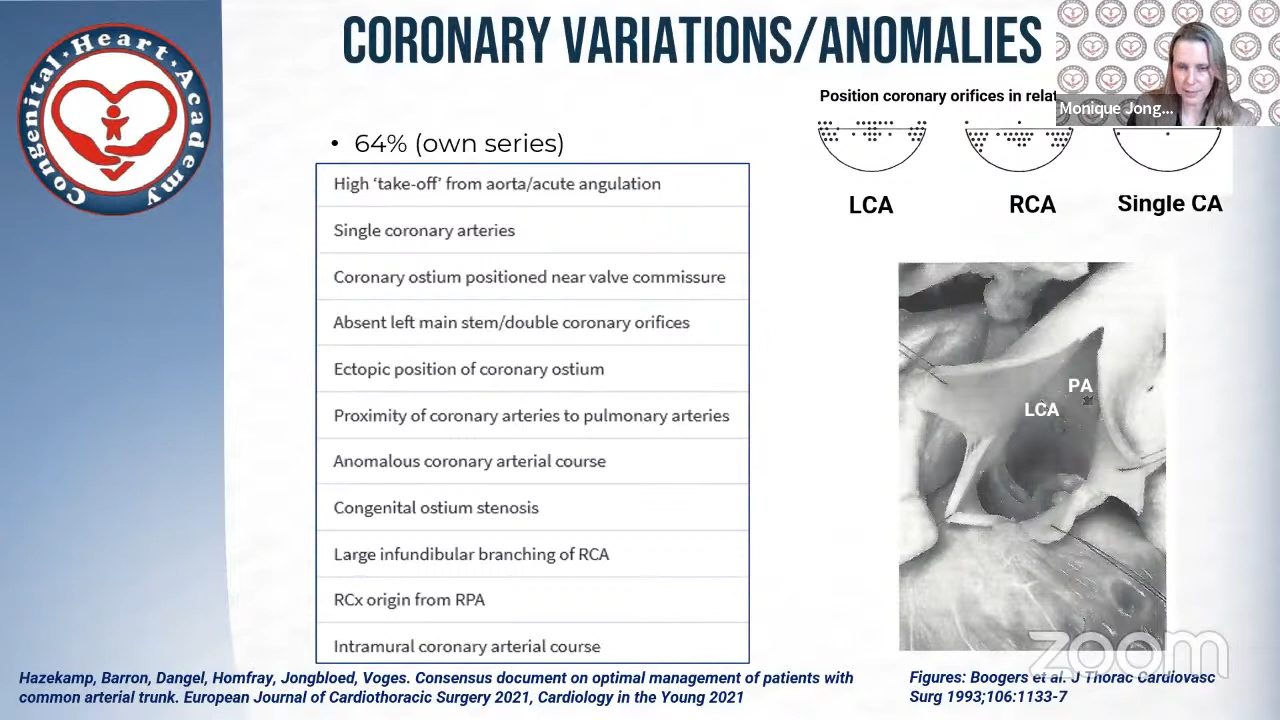 CORONARY VARIATIONS/ANOMALIES
Congenital · Heart · Academy
Position coronary orifices in relat
Monique Jong...
• 64% (own series)
LCA
RCA
Single CA
High ‘take-off’ from aorta/acute angulation
Single coronary arteries
Coronary ostium positioned near valve commissure
Absent left main stem/double coronary orifices
Ectopic position of coronary ostium
Proximity of coronary arteries to pulmonary arteries
Anomalous coronary arterial course
Congenital ostium stenosis
Large infundibular branching of RCA
RCx origin from RPA
Intramural coronary arterial course
PA
LCA
zoom
Hazekamp, Barron, Dangel, Homfray, Jongbloed, Voges. Consensus document on optimal management of patients with
common arterial trunk. European Journal of Cardiothoracic Surgery 2021, Cardiology in the Young 2021
Figures: Boogers et al. J Thorac Cardiovasc
Surg 1993;106:1133-7